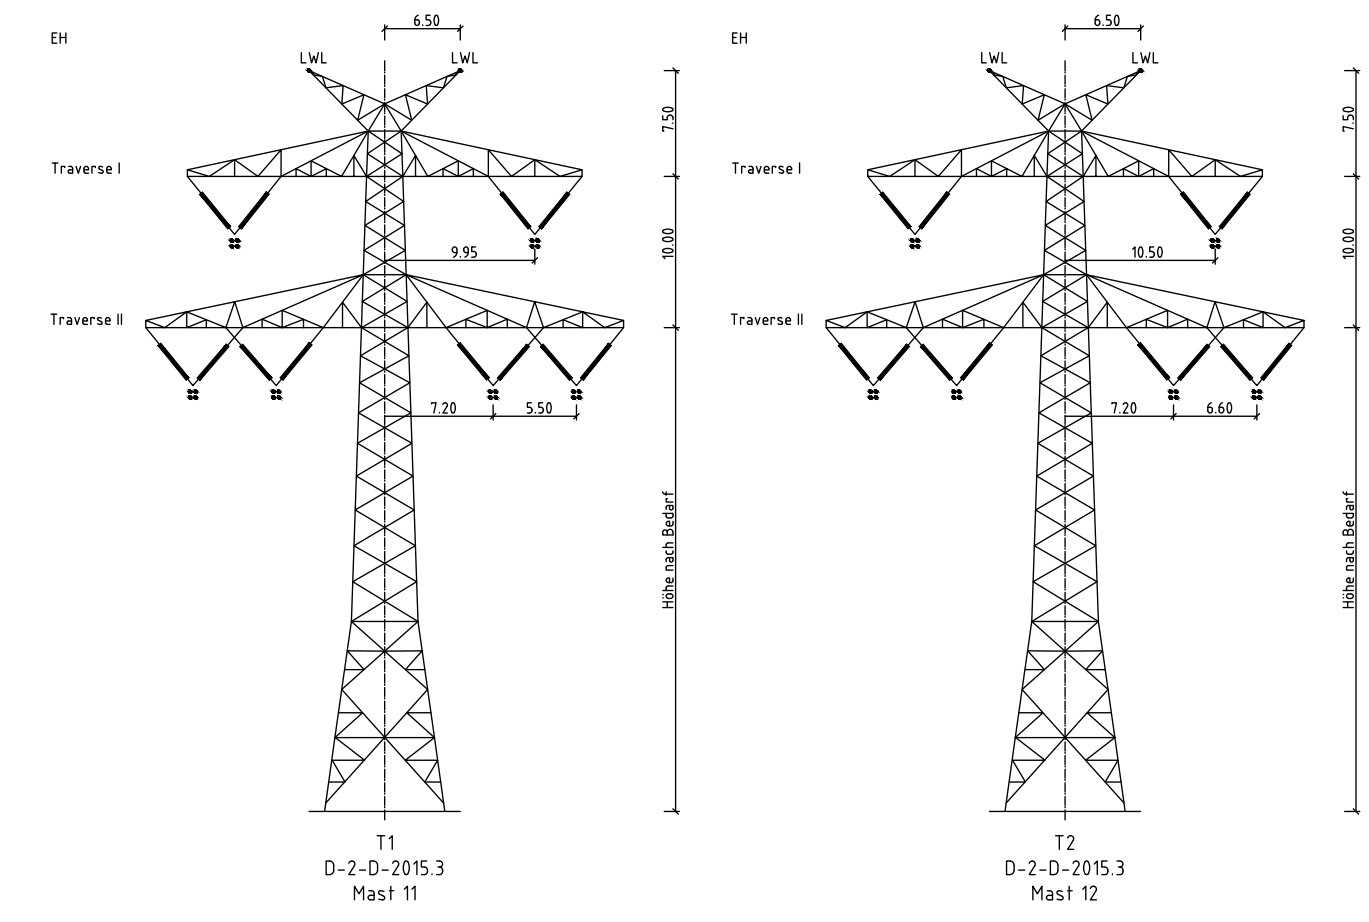 6.50
EH
LWL
LWL
7.50
Traverse I
10.00
9.95
Traverse II
7.20
5.50
Höhe nach Bedarf
T1
D-2-D-2015.3
Mast 11
6.50
EH
LWL
LWL
7.50
Traverse I
10.00
10.50
Traverse II
7.20
6.60
Höhe nach Bedarf
T2
D-2-D-2015.3
Mast 12